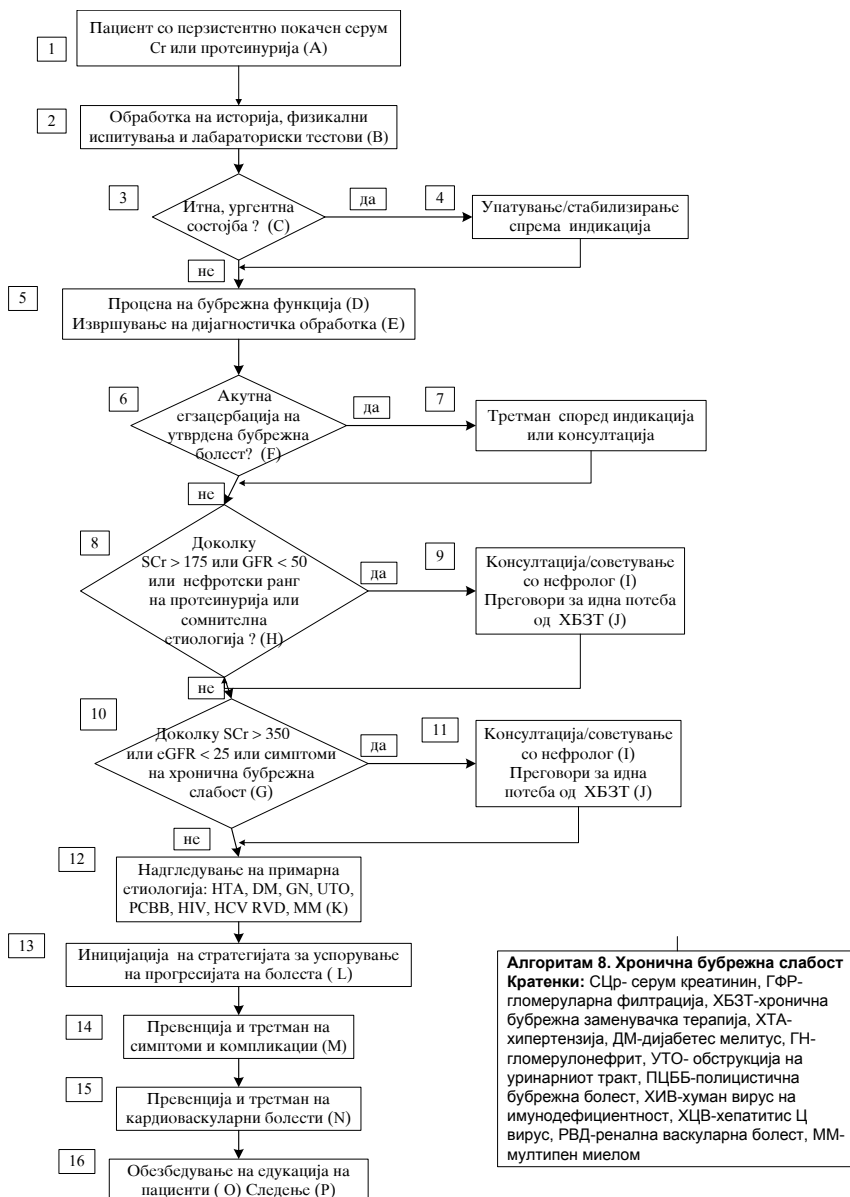 1
Пациент со перзистентно покачен серум
Cr или протеинурија (A)
2
Обработка на историја, физикални
испитувања и лабараториски тестови (B)
3
Итна, ургентна
состојба ? (C)
да
4
Упатување/стабилизирање
спрема индикација
не
5
Процена на бубрежна функција (D)
Извршување на дијагностичка обработка (E)
6
Акутна
егзацербација на
утврдена бубрежна
болест? (F)
да
7
Третман според индикација
или консултација
не
8
Доколку
SCr > 175 или GFR < 50
или нефротски ранг
на протеинурија или
сомнителна
етиологија ? (H)
да
9
Консултација/советување
со нефролог (I)
Преговори за идна потеба
од ХБЗТ (J)
не
10
Доколку SCr > 350
или eGFR < 25 или симптоми
на хронична бубрежна
слабост (G)
да
11
Консултација/советување
со нефролог (I)
Преговори за идна
потеба од ХБЗТ (J)
не
12
Надгледување на примарна
етиологија: HTA, DM, GN, UTO,
PCBB, HIV, HCV RVD, MM (K)
13
Иницијација на стратегијата за успорување
на прогресијата на болеста ( L)
14
Превенција и третман на
симптоми и компликации (M)
15
Превенција и третман на
кардиоваскуларни болести (N)
16
Обезбедување на едукација на
пациенти ( O) Следење (P)
Алгоритам 8. Хронична бубрежна слабост
Кратенки: СЦр- серум креатинин, ГФР-
гломеруларна филтрација, ХБЗТ-хронична
бубрежна заменувачка терапија, ХТА-
хипертензија, ДМ-дијабетес мелитус, ГН-
гломерулонефрит, УТО- обструкција на
уринарниот тракт, ПЦББ-полицистична
бубрежна болест, ХИВ-хуман вирус на
имунодефициентност, ХЦВ-хепатитис Ц
вирус, РВД-ренална васкуларна болест, ММ-
мултипен миелом